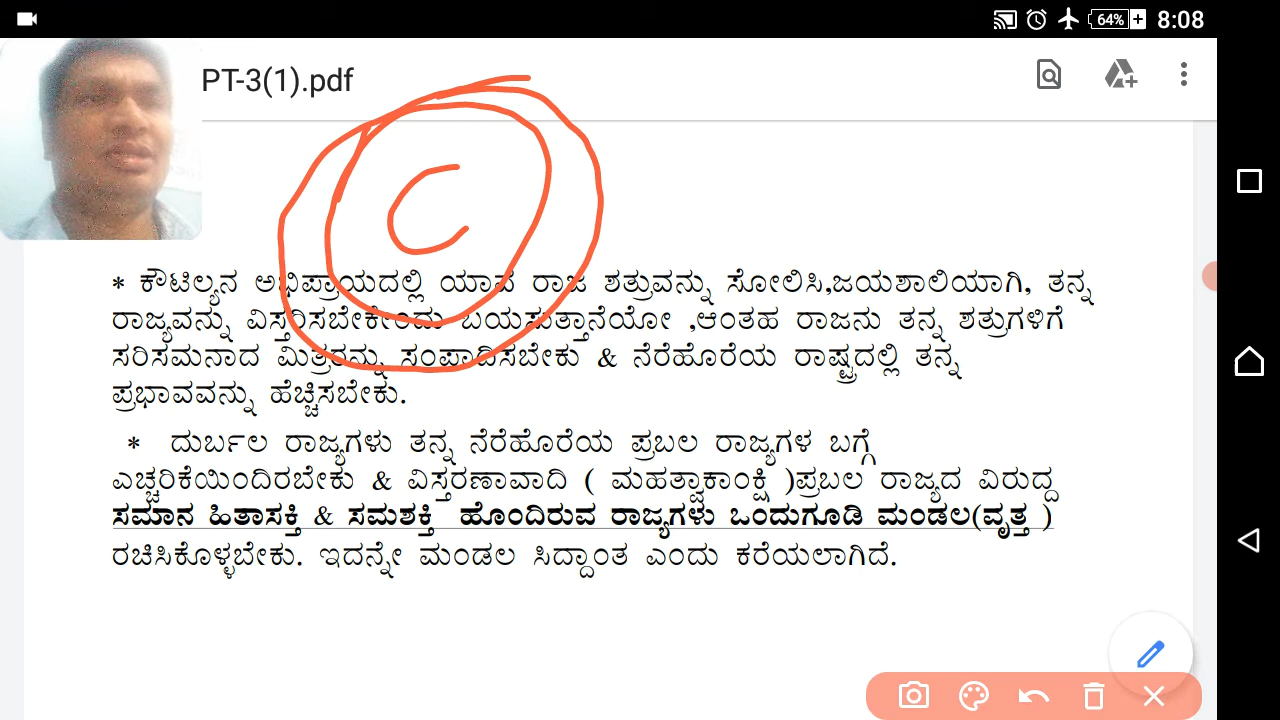 64% 8:08
PT-3(1).pdf
C
* ಕೌಟಿಲ್ಯನ ಅಭಿಪ್ರಾಯದಲ್ಲಿ ಯಾವ ರಾಜ ಶತ್ರುವನ್ನು ಸೋಲಿಸಿ,ಜಯಶಾಲಿಯಾಗಿ, ತನ್ನ
ರಾಜ್ಯವನ್ನು ವಿಸ್ತರಿಸಬೇಕೇಂದು ಬಯಸುತ್ತಾನೆಯೋ ,ಆಂತಹ ರಾಜನು ತನ್ನ ಶತ್ರುಗಳಿಗೆ
ಸರಿಸಮನಾದ ಮಿತ್ರರನ್ನು ಸಂಪಾದಿಸಬೇಕು & ನೆರೆಹೊರೆಯ ರಾಷ್ಟ್ರದಲ್ಲಿ ತನ್ನ
ಪ್ರಭಾವವನ್ನು ಹೆಚ್ಚಿಸಬೇಕು.
* ದುರ್ಬಲ ರಾಜ್ಯಗಳು ತನ್ನ ನೆರೆಹೊರೆಯ ಪ್ರಬಲ ರಾಜ್ಯಗಳ ಬಗ್ಗೆ
ಎಚ್ಚರಿಕೆಯಿಂದಿರಬೇಕು & ವಿಸ್ತರಣಾವಾದಿ ( ಮಹತ್ವಾಕಾಂಕ್ಷಿ )ಪ್ರಬಲ ರಾಜ್ಯದ ವಿರುದ್ದ
ಸಮಾನ ಹಿತಾಸಕ್ತಿ & ಸಮಶಕ್ತಿ ಹೊಂದಿರುವ ರಾಜ್ಯಗಳು ಒಂದುಗೂಡಿ ಮಂಡಲ(ವೃತ್ತ )
ರಚಿಸಿಕೊಳ್ಳಬೇಕು. ಇದನ್ನೇ ಮಂಡಲ ಸಿದ್ದಾಂತ ಎಂದು ಕರೆಯಲಾಗಿದೆ.